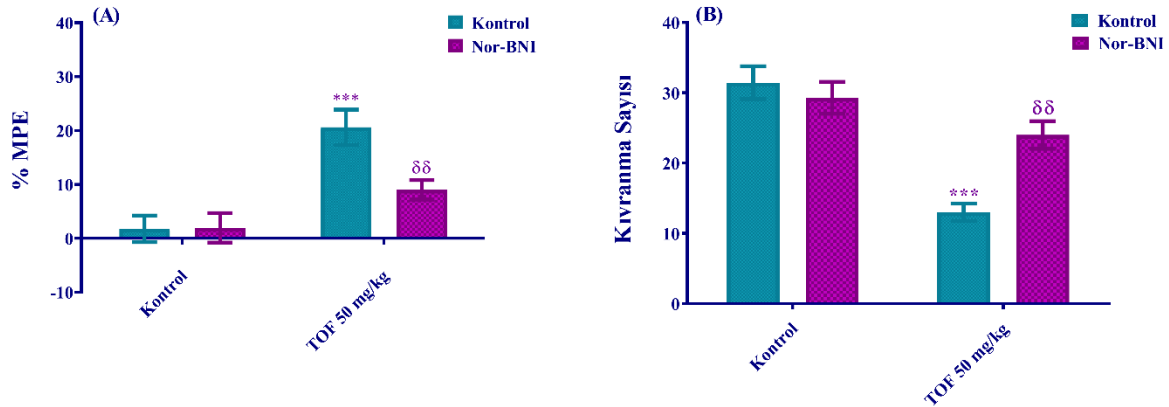 (A)
Kontrol
Nor-BNI
% MPE
40
30
20
10
0
-10
***
δδ
Kontrol
TOF 50 mg/kg
(B)
Kontrol
Nor-BNI
Kıvranma Sayısı
40
30
20
10
0
***
δδ
Kontrol
TOF 50 mg/kg